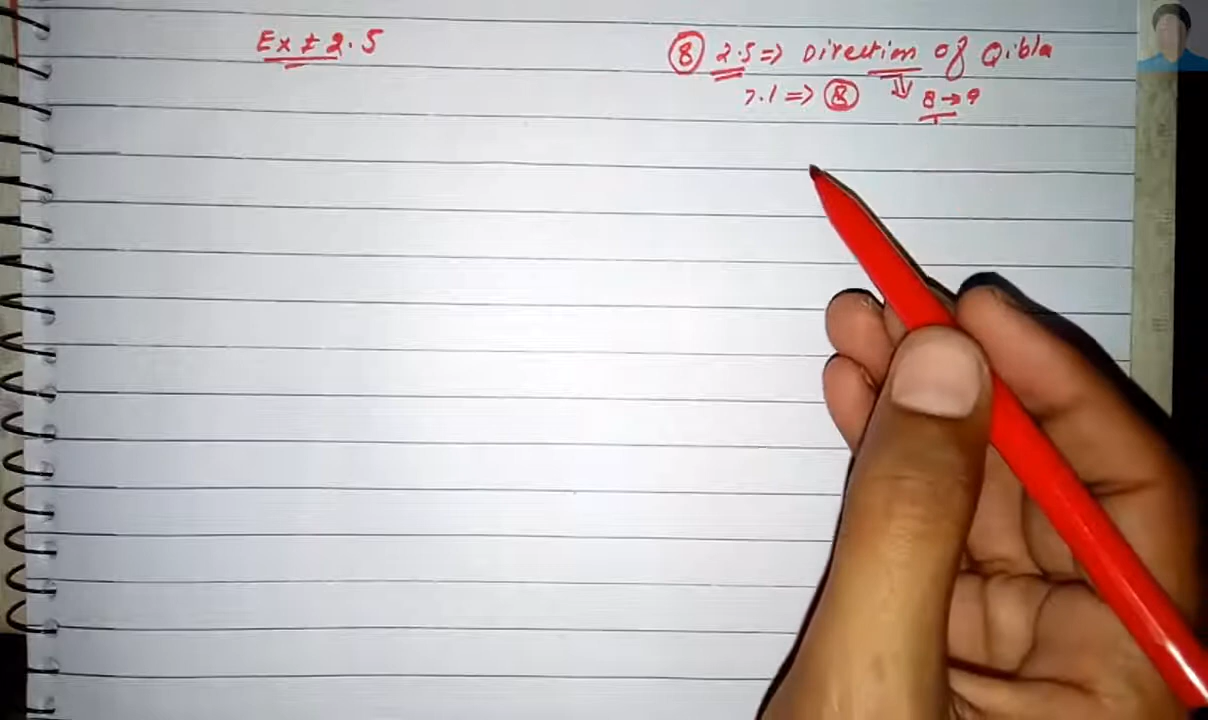 Ex # 2.5
⑧ 2.5 => Direction of Qibla
7.1 => ⑧ ⇓ 8 → 9